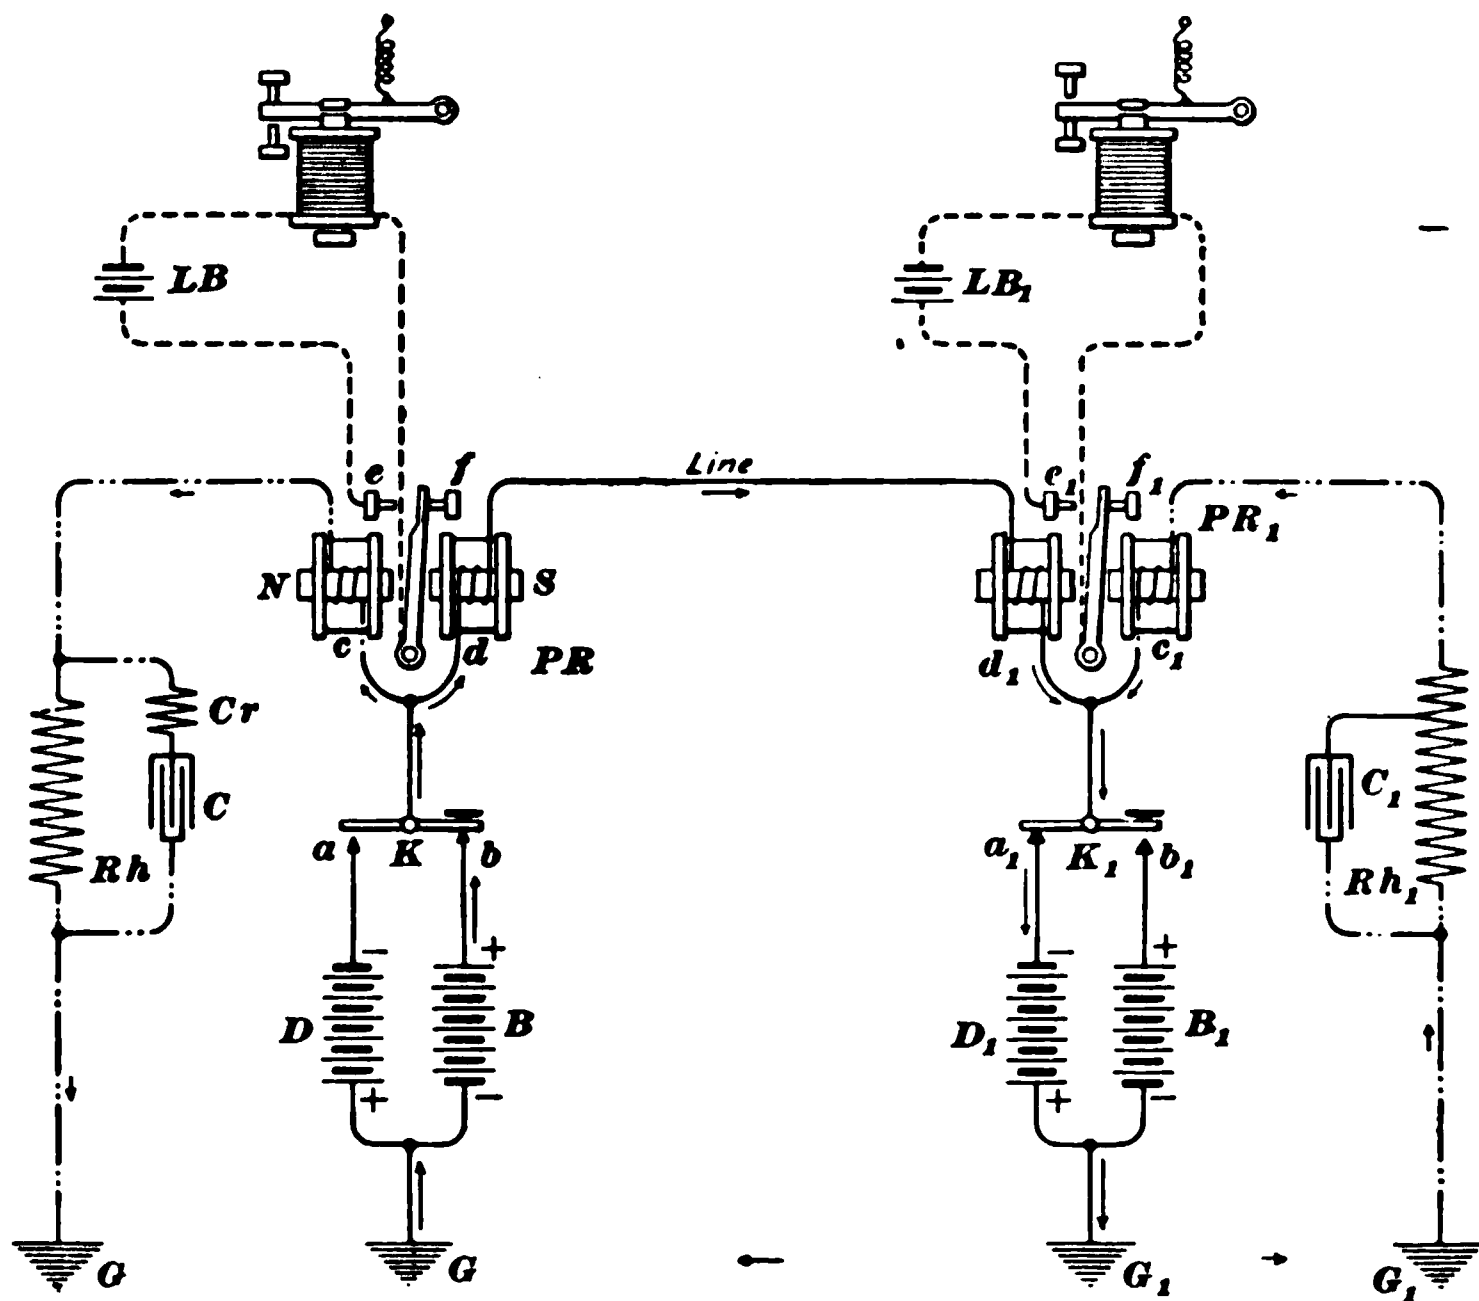 LB
LB₁
Line
e
f
e₁
f₁
PR₁
N
S
c
d
PR
d₁
c₁
Cr
C
Rh
a
K
b
a₁
K₁
b₁
C₁
Rh₁
−
+
−
+
D
B
D₁
B₁
+
−
+
−
G
G
G₁
G₁